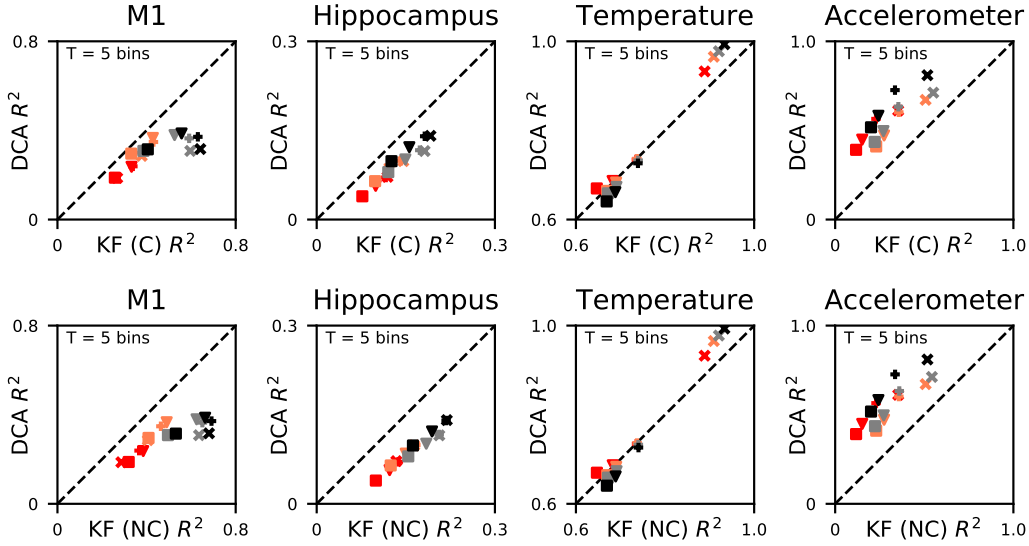 M1
Hippocampus
Temperature
Accelerometer
0.8
T = 5 bins
DCA R²
0
0
KF (C) R²
0.8
0.3
T = 5 bins
DCA R²
0
0
KF (C) R²
0.3
1.0
T = 5 bins
DCA R²
0.6
0.6
KF (C) R²
1.0
1.0
T = 5 bins
DCA R²
0
0
KF (C) R²
1.0
M1
Hippocampus
Temperature
Accelerometer
0.8
T = 5 bins
DCA R²
0
0
KF (NC) R²
0.8
0.3
T = 5 bins
DCA R²
0
0
KF (NC) R²
0.3
1.0
T = 5 bins
DCA R²
0.6
0.6
KF (NC) R²
1.0
1.0
T = 5 bins
DCA R²
0
0
KF (NC) R²
1.0